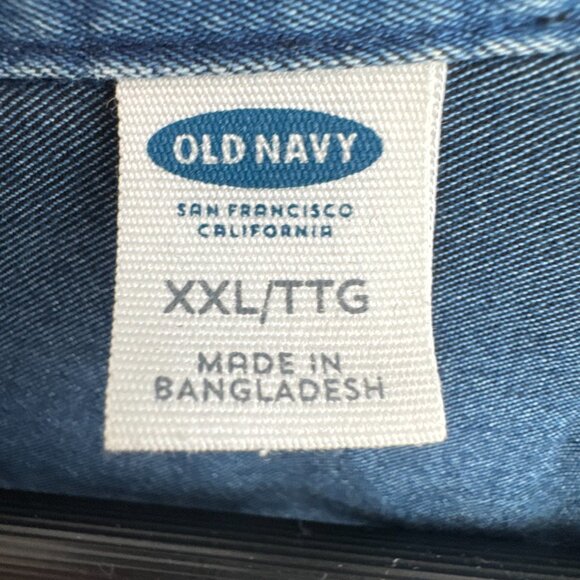 OLD NAVY
SAN FRANCISCO
CALIFORNIA
XXL/TTG
MADE IN
BANGLADESH